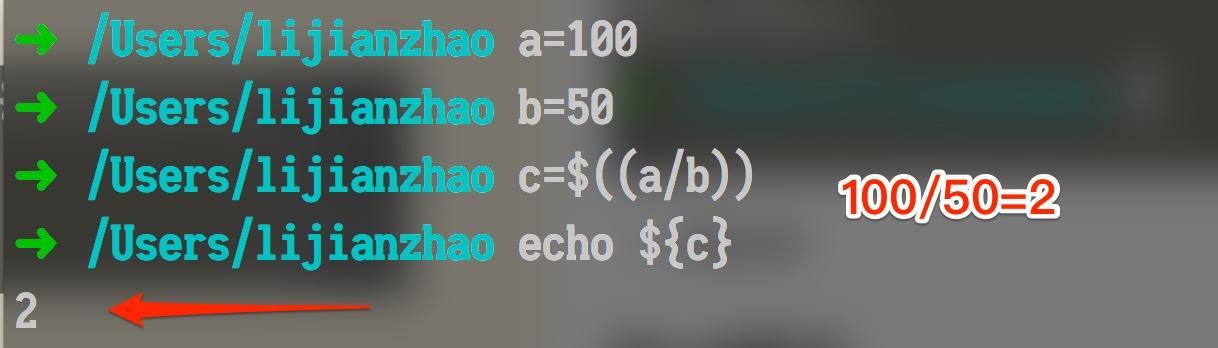 ➜ /Users/lijianzhao a=100
➜ /Users/lijianzhao b=50
➜ /Users/lijianzhao c=$((a/b))
100/50=2
➜ /Users/lijianzhao echo ${c}
2